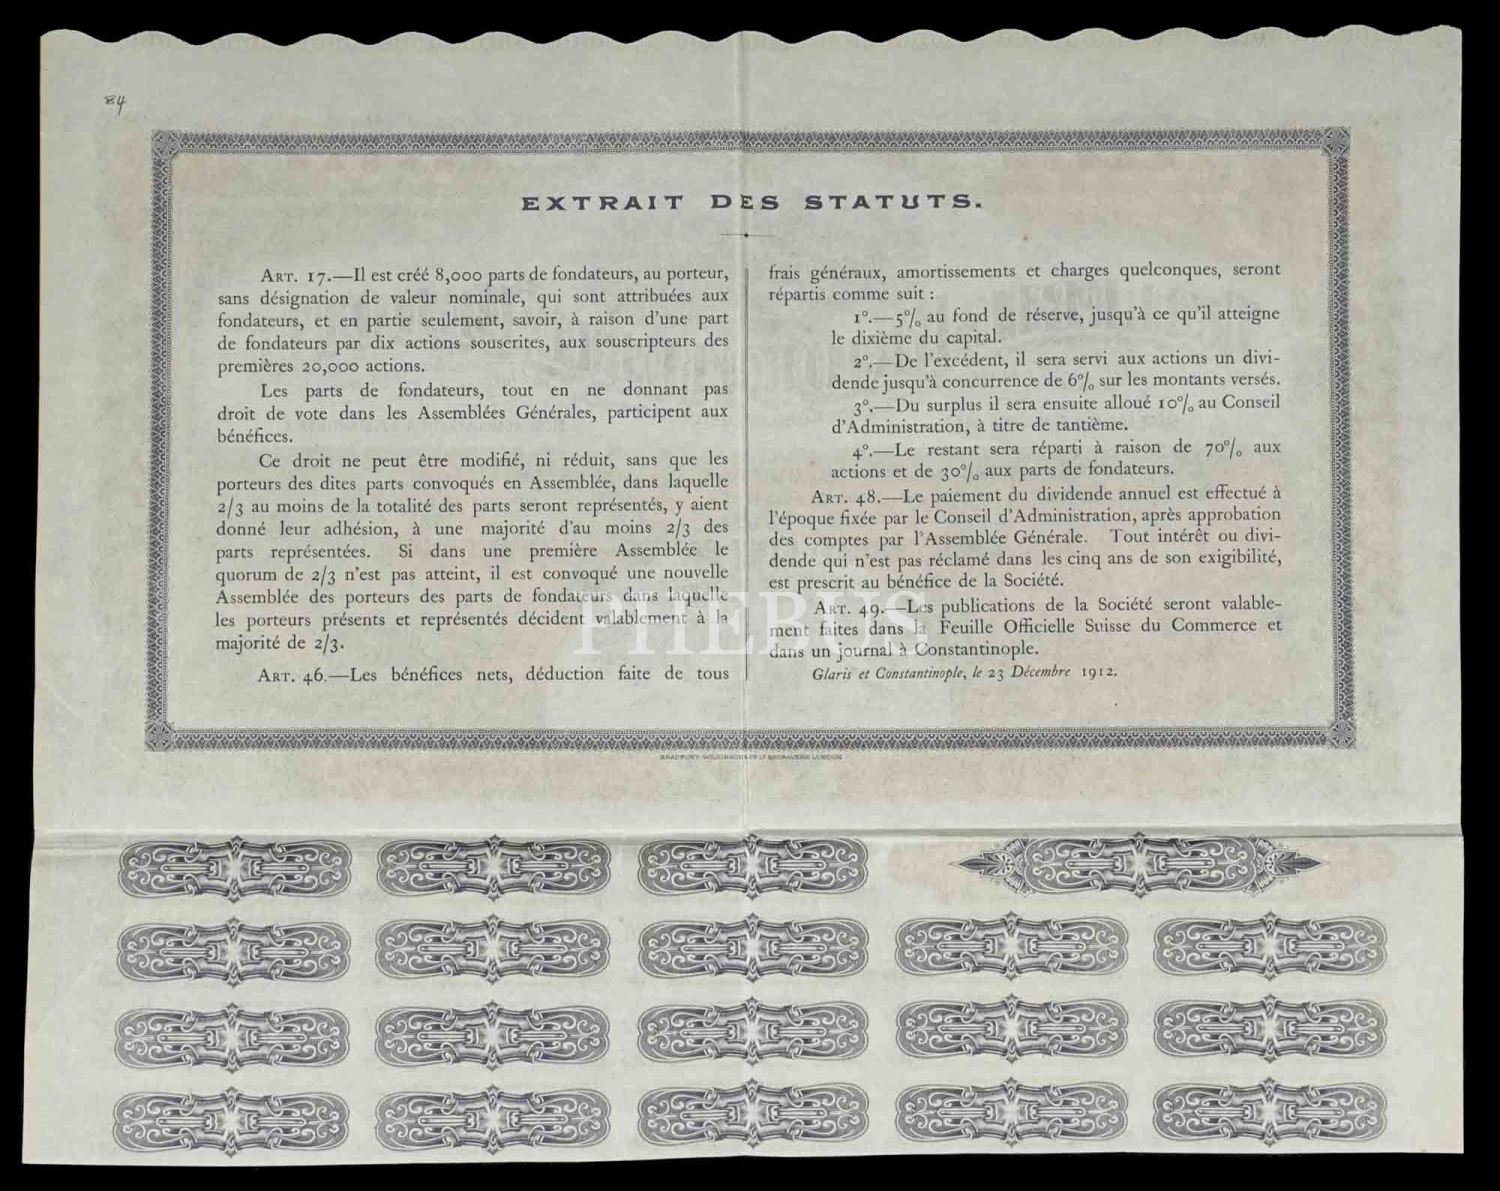 84
EXTRAIT DES STATUTS.
ART. 17.—Il est créé 8,000 parts de fondateurs, au porteur,
sans désignation de valeur nominale, qui sont attribuées aux
fondateurs, et en partie seulement, savoir, à raison d'une part
de fondateurs par dix actions souscrites, aux souscripteurs des
premières 20,000 actions.
Les parts de fondateurs, tout en ne donnant pas
droit de vote dans les Assemblées Générales, participent aux
bénéfices.
Ce droit ne peut être modifié, ni réduit, sans que les
porteurs des dites parts convoqués en Assemblée, dans laquelle
2/3 au moins de la totalité des parts seront représentés, y aient
donné leur adhésion, à une majorité d'au moins 2/3 des
parts représentées. Si dans une première Assemblée le
quorum de 2/3 n'est pas atteint, il est convoqué une nouvelle
Assemblée des porteurs des parts de fondateurs dans laquelle
les porteurs présents et représentés décident valablement à la
majorité de 2/3.
ART. 46.—Les bénéfices nets, déduction faite de tous
frais généraux, amortissements et charges quelconques, seront
répartis comme suit :
1º.—5% au fond de réserve, jusqu'à ce qu'il atteigne
le dixième du capital.
2º.—De l'excédent, il sera servi aux actions un divi-
dende jusqu'à concurrence de 6% sur les montants versés.
3º.—Du surplus il sera ensuite alloué 10% au Conseil
d'Administration, à titre de tantième.
4º.—Le restant sera réparti à raison de 70% aux
actions et de 30% aux parts de fondateurs.
ART. 48.—Le paiement du dividende annuel est effectué à
l'époque fixée par le Conseil d'Administration, après approbation
des comptes par l'Assemblée Générale. Tout intérêt ou divi-
dende qui n'est pas réclamé dans les cinq ans de son exigibilité,
est prescrit au bénéfice de la Société.
ART. 49.—Les publications de la Société seront valable-
ment faites dans la Feuille Officielle Suisse du Commerce et
dans un journal à Constantinople.
Glaris et Constantinople, le 23 Décembre 1912.
PHEBUS
BRADBURY WILKINSON & Co. Ld. ENGRAVERS LONDON